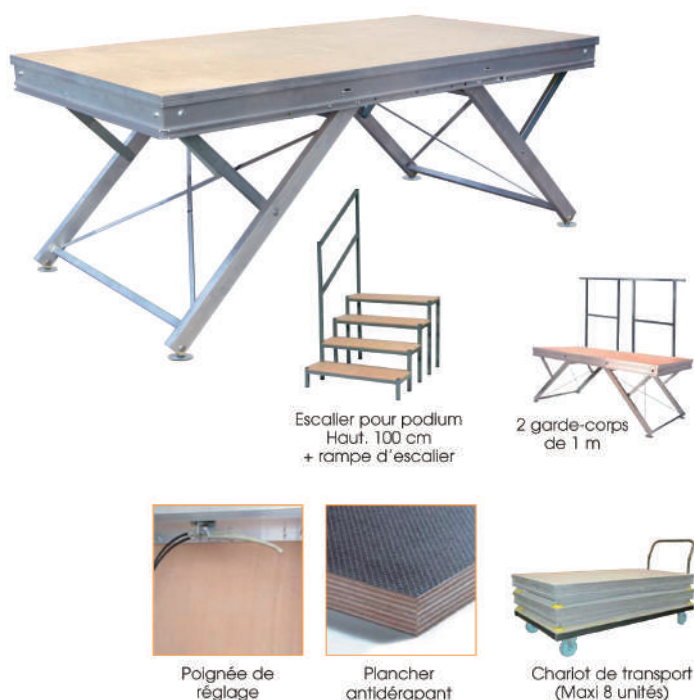 Escalier pour podium
Haut. 100 cm
+ rampe d'escalier
2 garde-corps
de 1 m
Poignée de
réglage
Plancher
antidérapant
Chariot de transport
(Maxi 8 unités)